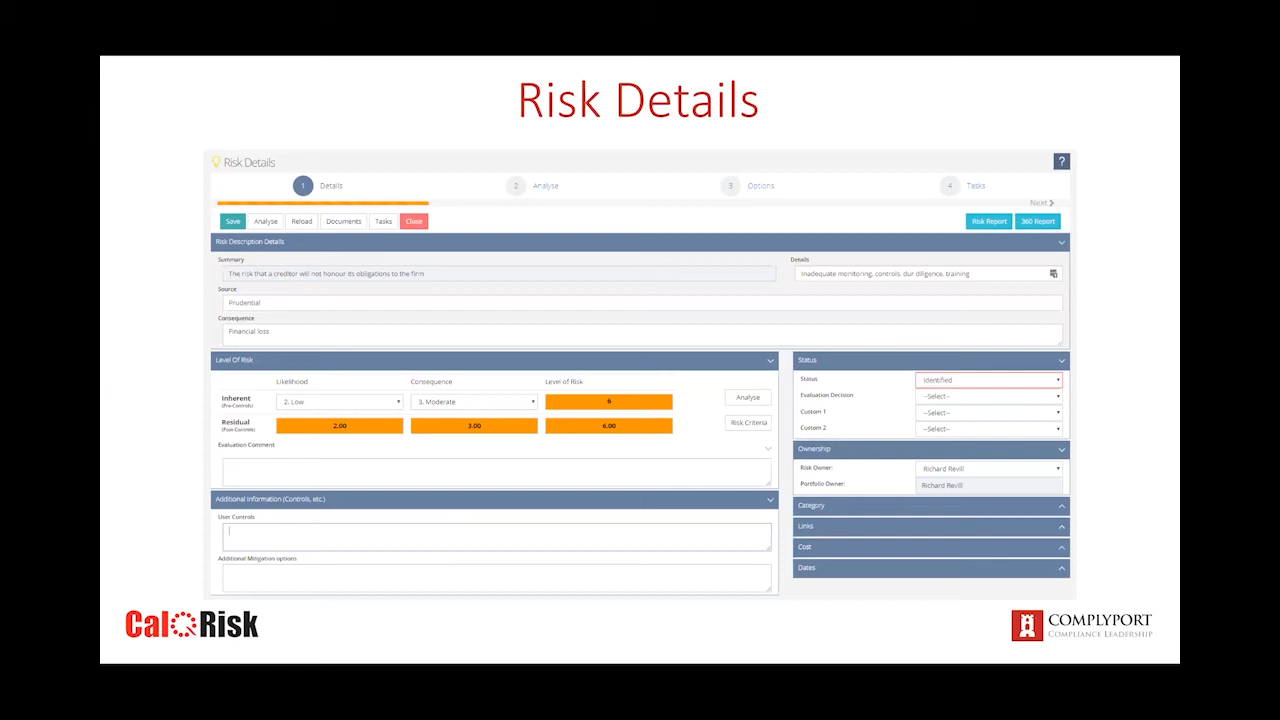 Risk Details
Risk Details ?
1 Details 2 Analyse 3 Options 4 Tasks
Next
Save Analyse Reload Documents Tasks Close Risk Report 360 Report
Risk Description Details
Summary Details
The risk that a creditor will not honour its obligations to the firm Inadequate monitoring, controls, dur diligence, training
Source
Prudential
Consequence
Financial loss
Level Of Risk
Likelihood Consequence Level of Risk
Inherent 2. Low 3. Moderate 6 Analyse
(Pre-Controls)
Residual 2.00 3.00 6.00 Risk Criteria
(Post-Controls)
Evaluation Comment
Additional Information (Controls, etc.)
User Controls
Additional Mitigation options
Status
Status Identified
Evaluation Decision --Select--
Custom 1 --Select--
Custom 2 --Select--
Ownership
Risk Owner: Richard Revill
Portfolio Owner: Richard Revill
Category
Links
Cost
Dates
CalQRisk
COMPLYPORT
COMPLIANCE LEADERSHIP